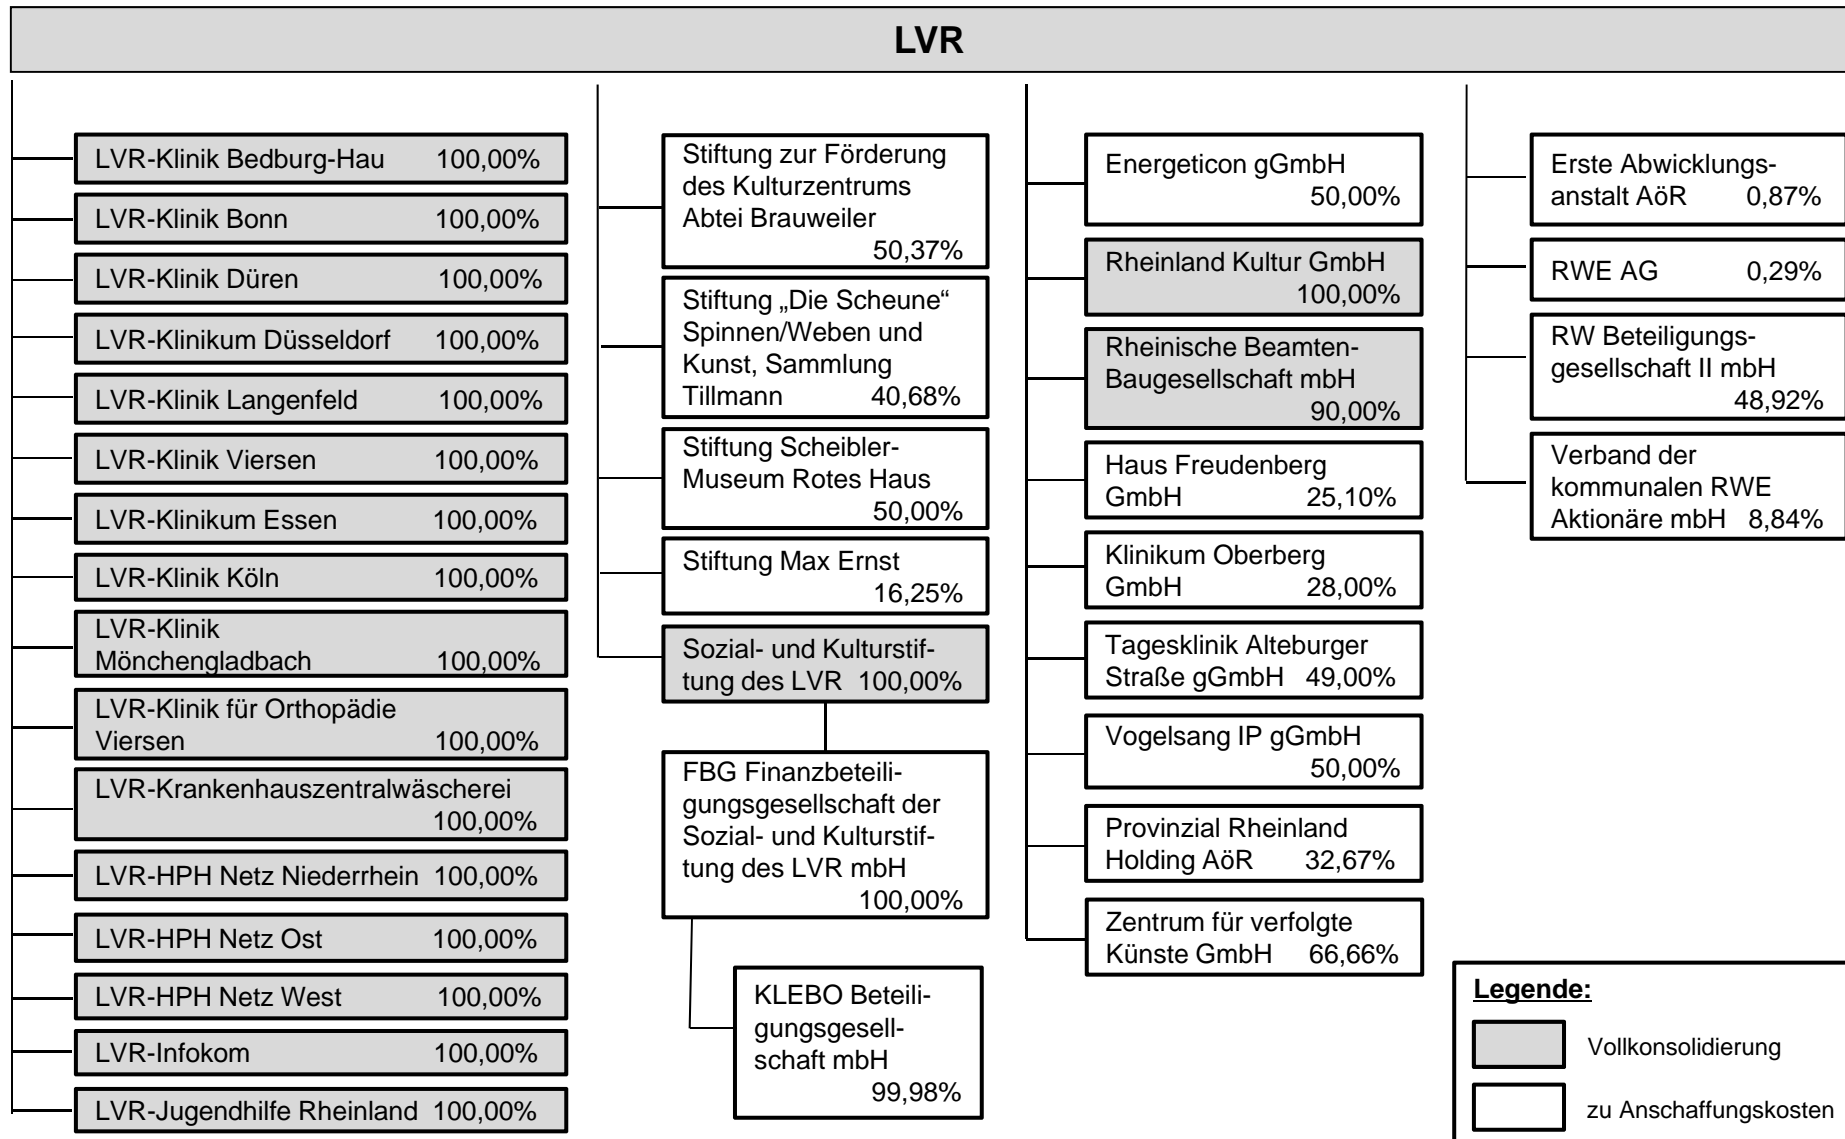 LVR
LVR-Klinik Bedburg-Hau 100,00%
LVR-Klinik Bonn 100,00%
LVR-Klinik Düren 100,00%
LVR-Klinikum Düsseldorf 100,00%
LVR-Klinik Langenfeld 100,00%
LVR-Klinik Viersen 100,00%
LVR-Klinikum Essen 100,00%
LVR-Klinik Köln 100,00%
LVR-Klinik
Mönchengladbach 100,00%
LVR-Klinik für Orthopädie
Viersen 100,00%
LVR-Krankenhauszentralwäscherei
100,00%
LVR-HPH Netz Niederrhein 100,00%
LVR-HPH Netz Ost 100,00%
LVR-HPH Netz West 100,00%
LVR-Infokom 100,00%
LVR-Jugendhilfe Rheinland 100,00%
Stiftung zur Förderung
des Kulturzentrums
Abtei Brauweiler
50,37%
Stiftung „Die Scheune“
Spinnen/Weben und
Kunst, Sammlung
Tillmann 40,68%
Stiftung Scheibler-
Museum Rotes Haus
50,00%
Stiftung Max Ernst
16,25%
Sozial- und Kulturstif-
tung des LVR 100,00%
FBG Finanzbeteili-
gungsgesellschaft der
Sozial- und Kulturstif-
tung des LVR mbH
100,00%
KLEBO Beteili-
gungsgesell-
schaft mbH
99,98%
Energeticon gGmbH
50,00%
Rheinland Kultur GmbH
100,00%
Rheinische Beamten-
Baugesellschaft mbH
90,00%
Haus Freudenberg
GmbH 25,10%
Klinikum Oberberg
GmbH 28,00%
Tagesklinik Alteburger
Straße gGmbH 49,00%
Vogelsang IP gGmbH
50,00%
Provinzial Rheinland
Holding AöR 32,67%
Zentrum für verfolgte
Künste GmbH 66,66%
Erste Abwicklungs-
anstalt AöR 0,87%
RWE AG 0,29%
RW Beteiligungs-
gesellschaft II mbH
48,92%
Verband der
kommunalen RWE
Aktionäre mbH 8,84%
Legende:
Vollkonsolidierung
zu Anschaffungskosten